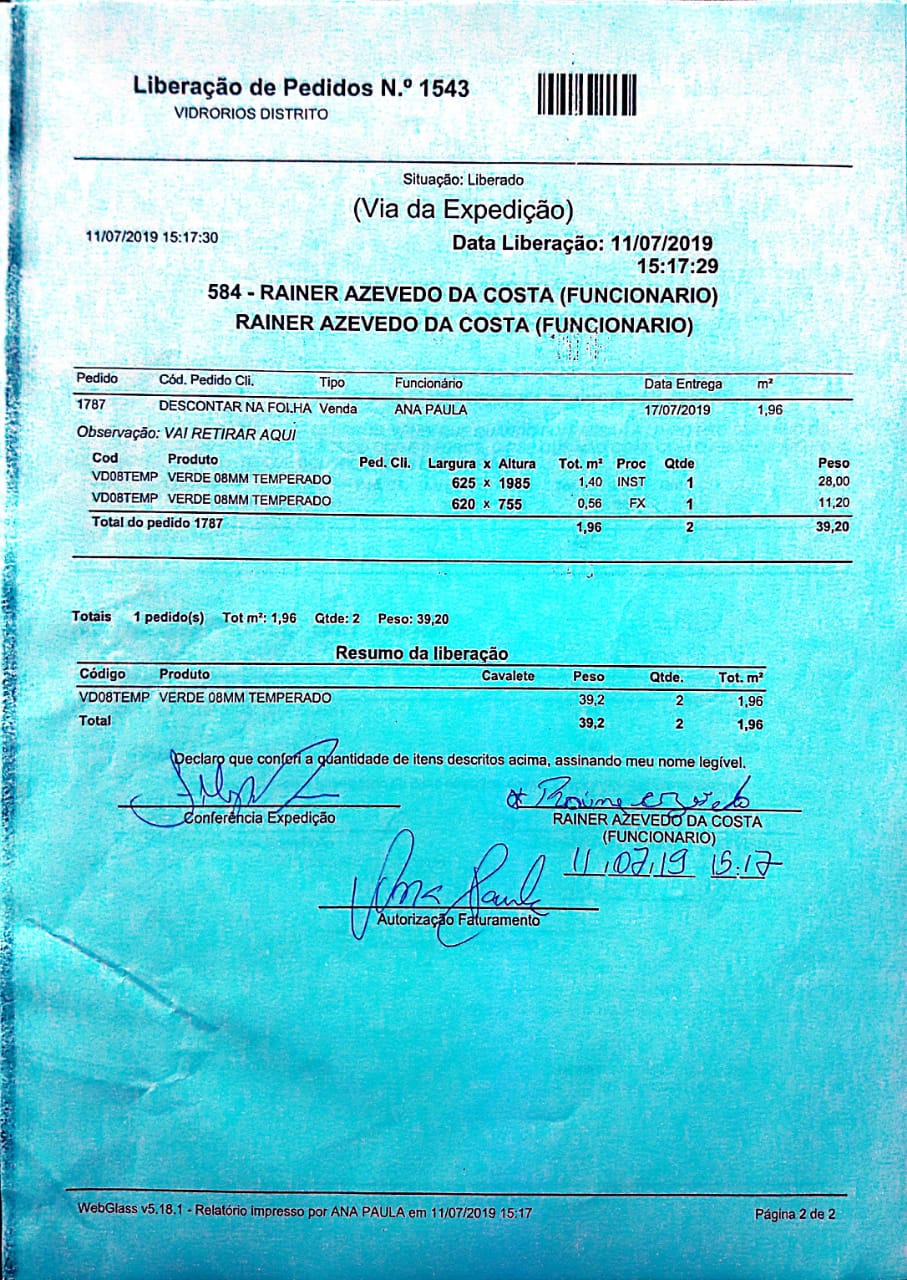 Liberação de Pedidos N.º 1543
VIDRORIOS DISTRITO
Situação: Liberado
(Via da Expedição)
11/07/2019 15:17:30
Data Liberação: 11/07/2019
15:17:29
584 - RAINER AZEVEDO DA COSTA (FUNCIONARIO)
RAINER AZEVEDO DA COSTA (FUNCIONARIO)
Pedido Cód. Pedido Cli. Tipo Funcionário Data Entrega m²
1787 DESCONTAR NA FOLHA Venda ANA PAULA 17/07/2019 1,96
Observação: VAI RETIRAR AQUI
Cod Produto Ped. Cli. Largura x Altura Tot. m² Proc Qtde Peso
VD08TEMP VERDE 08MM TEMPERADO 625 x 1985 1,40 INST 1 28,00
VD08TEMP VERDE 08MM TEMPERADO 620 x 755 0,56 FX 1 11,20
Total do pedido 1787 1,96 2 39,20
Totais 1 pedido(s) Tot m²: 1,96 Qtde: 2 Peso: 39,20
Resumo da liberação
Código Produto Cavalete Peso Qtde. Tot. m²
VD08TEMP VERDE 08MM TEMPERADO 39,2 2 1,96
Total 39,2 2 1,96
Declaro que conferi a quantidade de itens descritos acima, assinando meu nome legível.
Conferência Expedição
RAINER AZEVEDO DA COSTA
(FUNCIONARIO)
11,07,19 15:17
Ana Paula
Autorização Faturamento
WebGlass v5.18.1 - Relatório impresso por ANA PAULA em 11/07/2019 15:17
Página 2 de 2